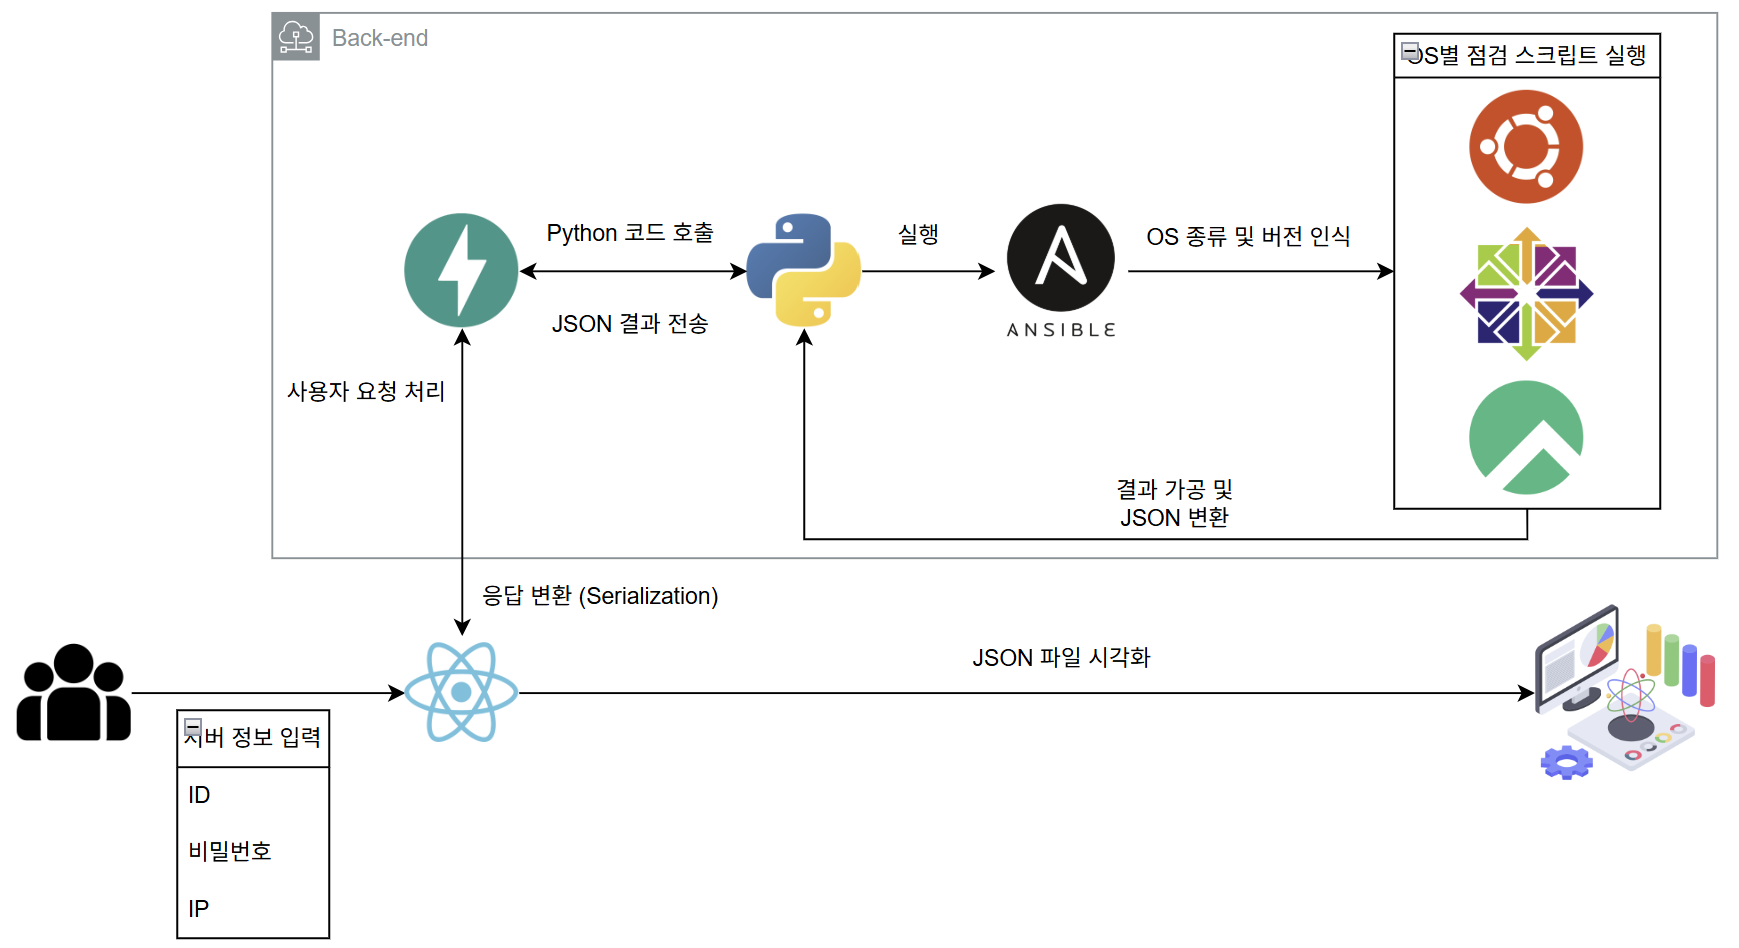 Back-end
OS별 점검 스크립트 실행
Python 코드 호출
실행
OS 종류 및 버전 인식
ANSIBLE
JSON 결과 전송
사용자 요청 처리
결과 가공 및
JSON 변환
응답 변환 (Serialization)
JSON 파일 시각화
서버 정보 입력
ID
비밀번호
IP